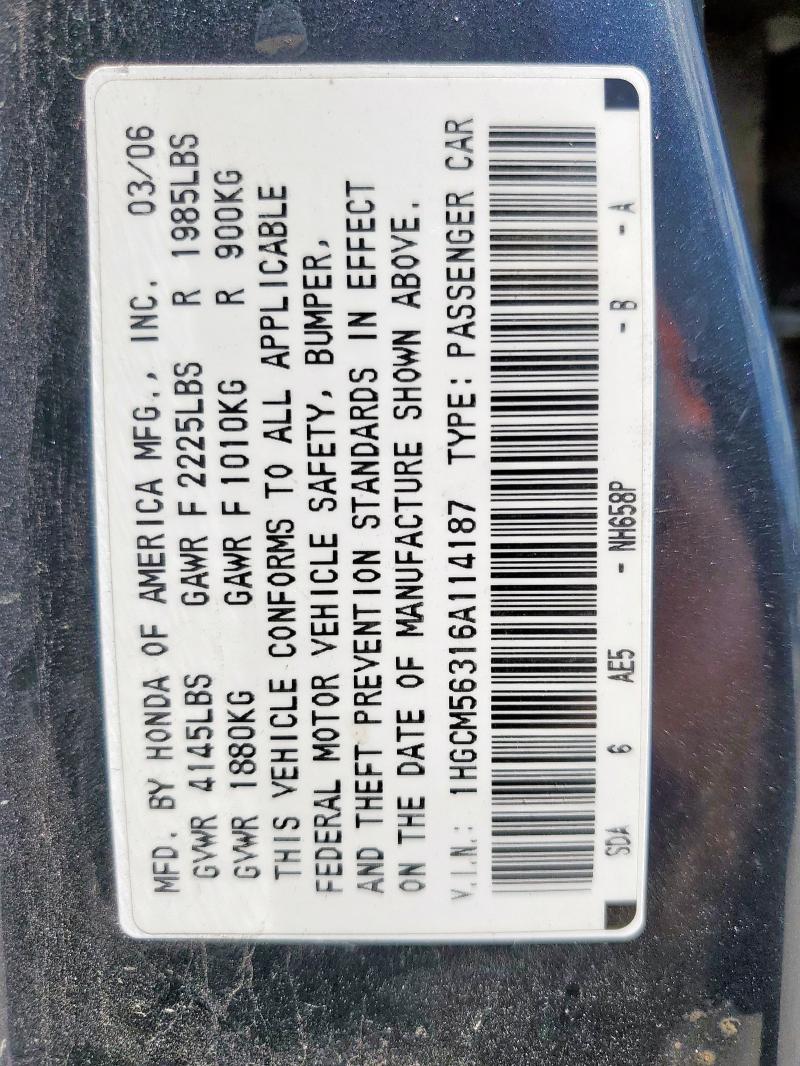 MFD. BY HONDA OF AMERICA MFG., INC. 03/06
GVWR 4145LBS GAWR F 2225LBS R 1985LBS
GVWR 1880KG GAWR F 1010KG R 900KG
THIS VEHICLE CONFORMS TO ALL APPLICABLE
FEDERAL MOTOR VEHICLE SAFETY, BUMPER,
AND THEFT PREVENTION STANDARDS IN EFFECT
ON THE DATE OF MANUFACTURE SHOWN ABOVE.
V.I.N.: 1HGCM56316A114187 TYPE: PASSENGER CAR
SDA 6 AE5 - NH658P - B - A